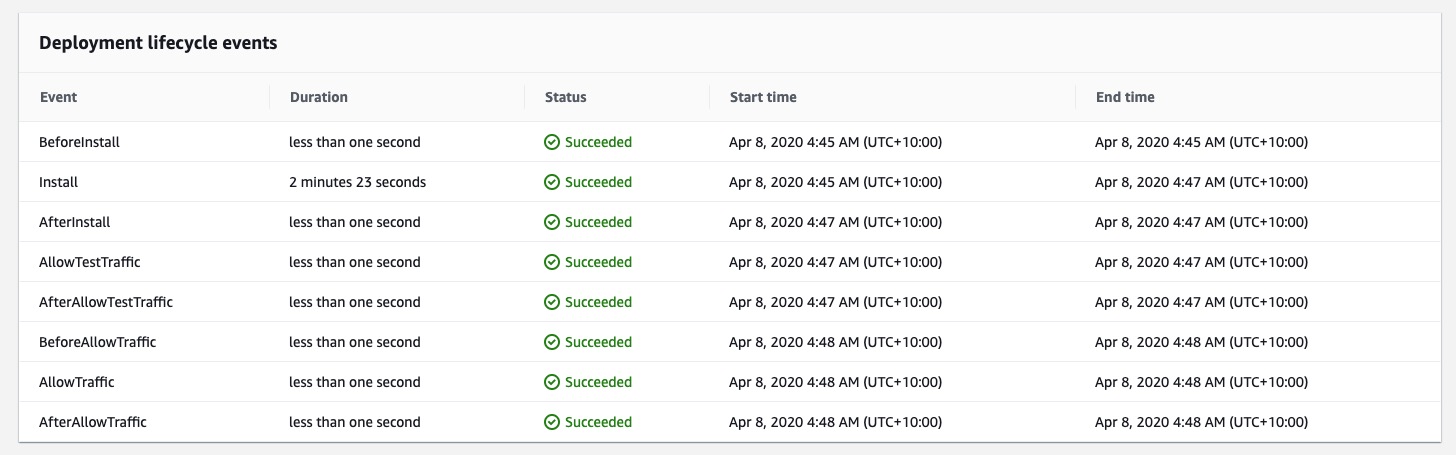 Deployment lifecycle events
Event Duration Status Start time End time
BeforeInstall less than one second Succeeded Apr 8, 2020 4:45 AM (UTC+10:00) Apr 8, 2020 4:45 AM (UTC+10:00)
Install 2 minutes 23 seconds Succeeded Apr 8, 2020 4:45 AM (UTC+10:00) Apr 8, 2020 4:47 AM (UTC+10:00)
AfterInstall less than one second Succeeded Apr 8, 2020 4:47 AM (UTC+10:00) Apr 8, 2020 4:47 AM (UTC+10:00)
AllowTestTraffic less than one second Succeeded Apr 8, 2020 4:47 AM (UTC+10:00) Apr 8, 2020 4:47 AM (UTC+10:00)
AfterAllowTestTraffic less than one second Succeeded Apr 8, 2020 4:47 AM (UTC+10:00) Apr 8, 2020 4:47 AM (UTC+10:00)
BeforeAllowTraffic less than one second Succeeded Apr 8, 2020 4:48 AM (UTC+10:00) Apr 8, 2020 4:48 AM (UTC+10:00)
AllowTraffic less than one second Succeeded Apr 8, 2020 4:48 AM (UTC+10:00) Apr 8, 2020 4:48 AM (UTC+10:00)
AfterAllowTraffic less than one second Succeeded Apr 8, 2020 4:48 AM (UTC+10:00) Apr 8, 2020 4:48 AM (UTC+10:00)